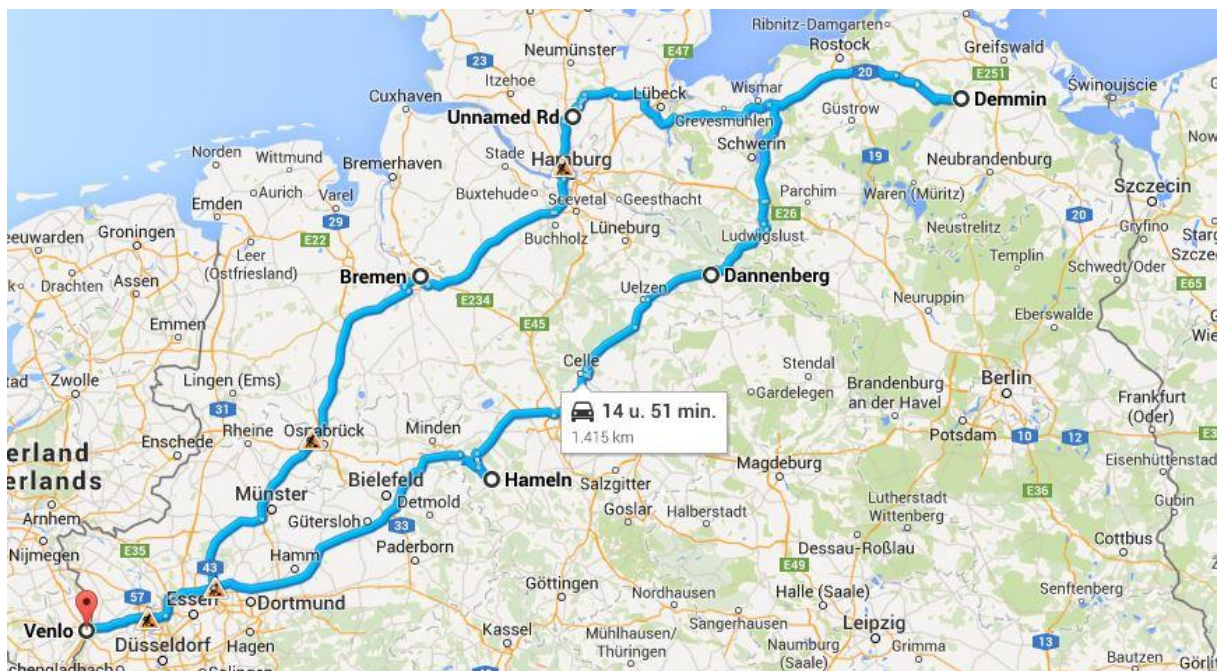 Ribnitz-Damgarten
Rostock
Greifswald
Neumünster
E47
23
Itzehoe
20
E251
Świnoujście
Cuxhaven
Lübeck
Wismar
Demmin
Unnamed Rd
Grevesmühlen
Güstrow
Norden
Wittmund
Bremerhaven
Stade
Hamburg
Schwerin
19
Neubrandenburg
Aurich
Varel
Buxtehude
Seevetal
Geesthacht
Parchim
Waren (Müritz)
Szczecin
Emden
29
Buchholz
Lüneburg
E26
20
Neustrelitz
Gryfino
Groningen
E22
Leer
(Ostfriesland)
Ludwigslust
Templin
Schwedt/Oder
Drachten
Assen
Bremen
Dannenberg
E65
E234
Uelzen
Neuruppin
Emmen
E45
Eberswalde
Celle
Stendal
Zwolle
Lingen (Ems)
Gardelegen
Berlin
31
14 u. 51 min.
1.415 km
Brandenburg
an der Havel
Frankfurt
(Oder)
Enschede
Rheine
Osnabrück
Minden
Potsdam
10
12
erland
erlands
Magdeburg
Eisenhüttenstadt
Bielefeld
Hameln
Salzgitter
Münster
Detmold
E36
Gubin
Arnhem
Gütersloh
33
Goslar
Halberstadt
Lutherstadt
Wittenberg
Nijmegen
E35
Hamm
Paderborn
Dessau-Roßlau
Cottbus
43
E49
57
Essen
Dortmund
Göttingen
Nordhausen
Halle (Saale)
Senftenberg
Venlo
Düsseldorf
Hagen
Kassel
Mühlhausen/
Thüringen
Sangerhausen
Leipzig
Grimma
13
Naumburg
(Saale)
Bautzen